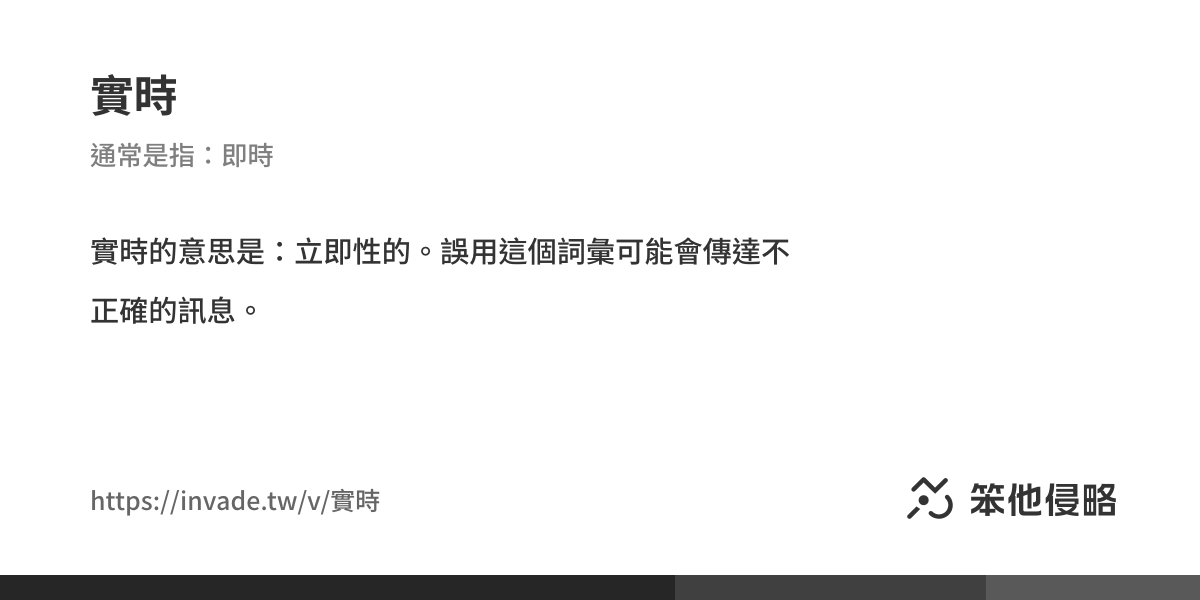 實時
通常是指：即時
實時的意思是：立即性的。誤用這個詞彙可能會傳達不
正確的訊息。
https://invade.tw/v/實時
笨他侵略